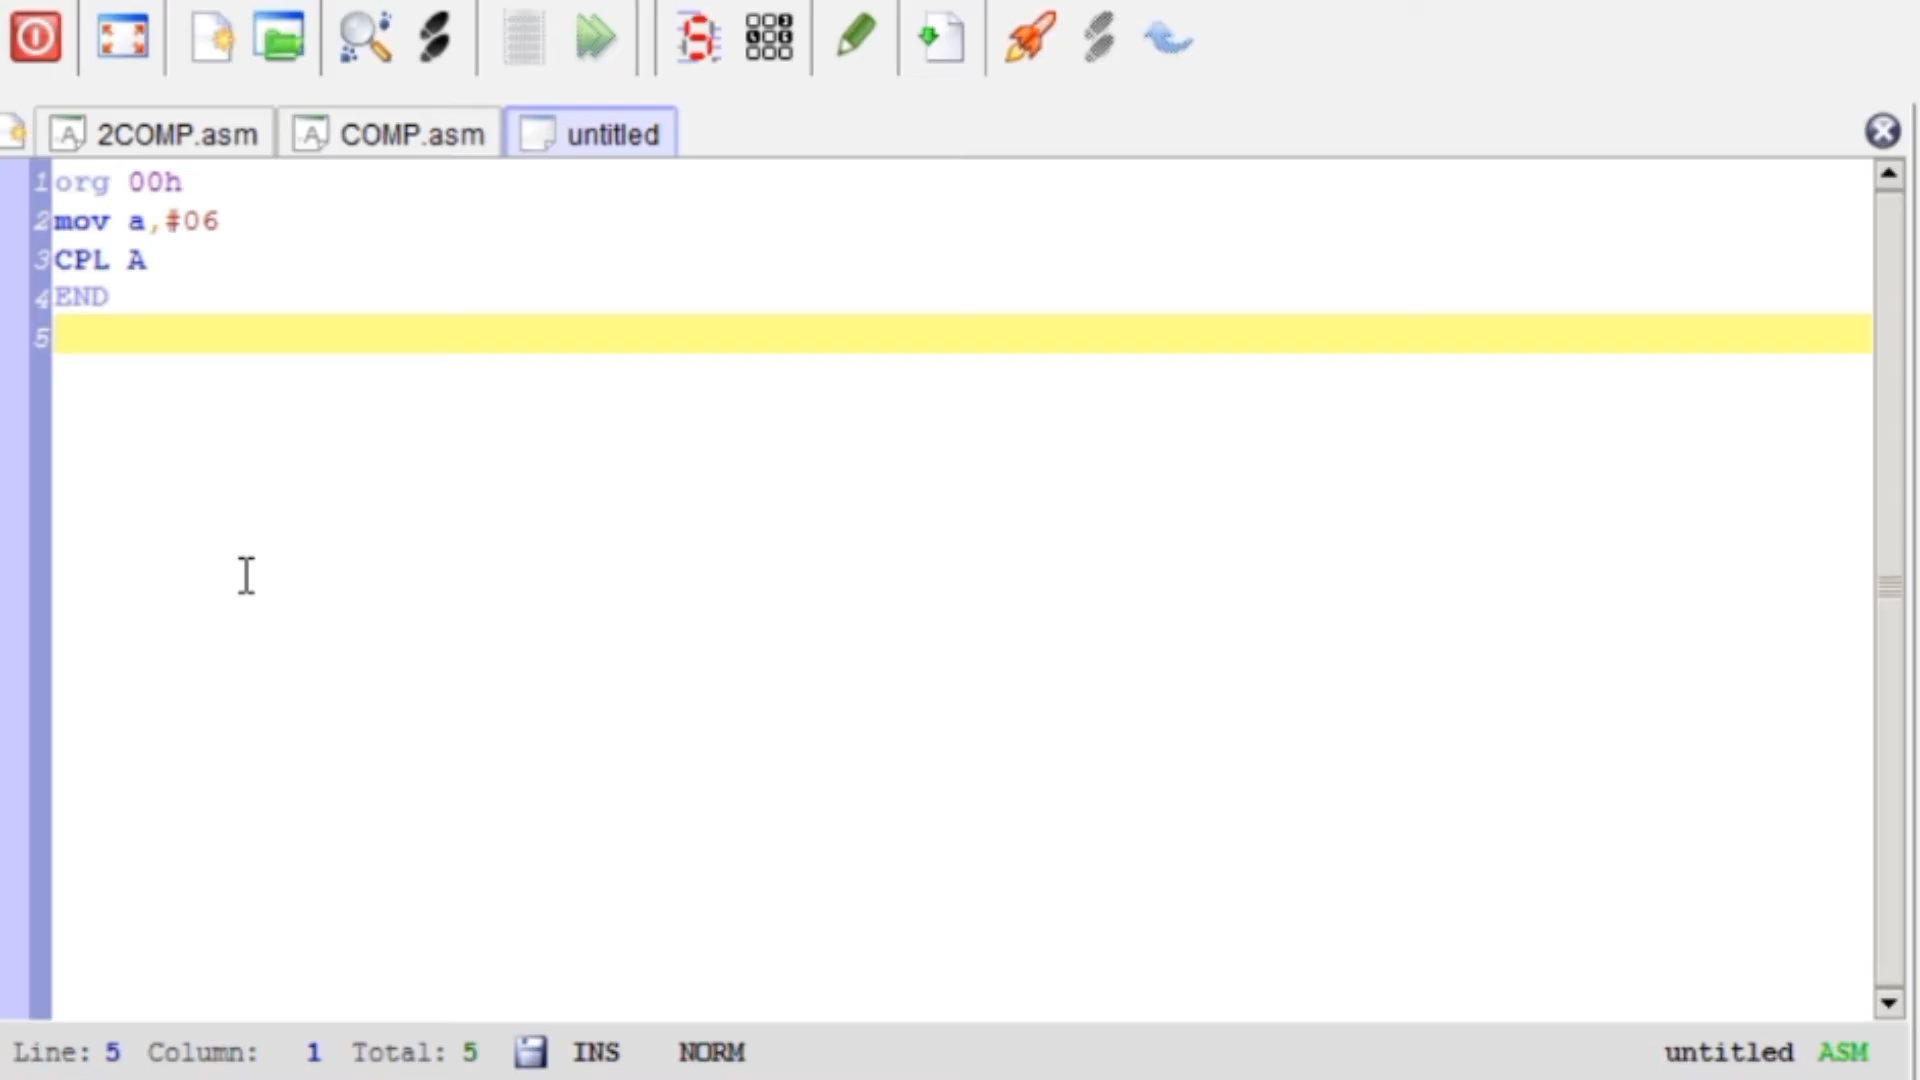 2COMP.asm COMP.asm untitled
1 org 00h
2 mov a,#06
3 CPL A
4 END
5
Line: 5 Column: 1 Total: 5 INS NORM untitled ASM